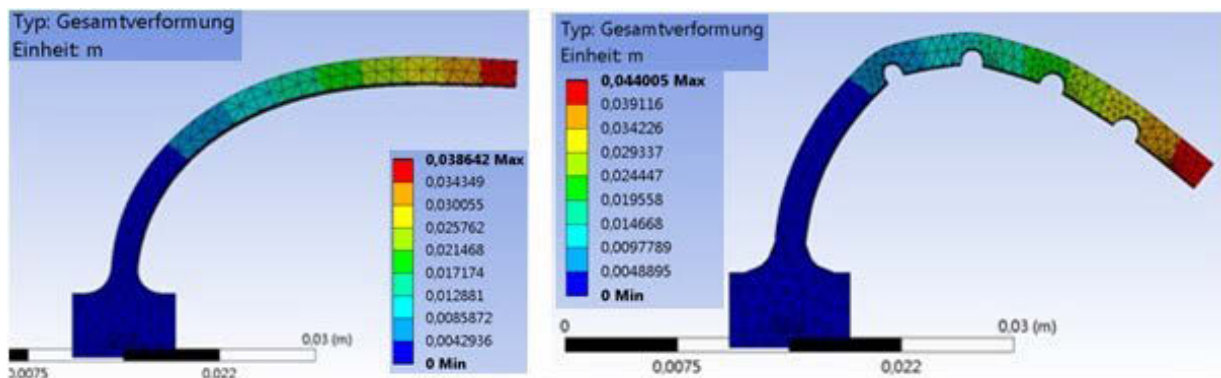 Typ: Gesamtverformung
Einheit: m
0,038642 Max
0,034349
0,030055
0,025762
0,021468
0,017174
0,012881
0,0085872
0,0042936
0 Min
0,03 (m)
0,0075
0,022
Typ: Gesamtverformung
Einheit: m
0,044005 Max
0,039116
0,034226
0,029337
0,024447
0,019558
0,014668
0,0097789
0,0048895
0 Min
0
0,03 (m)
0,0075
0,022